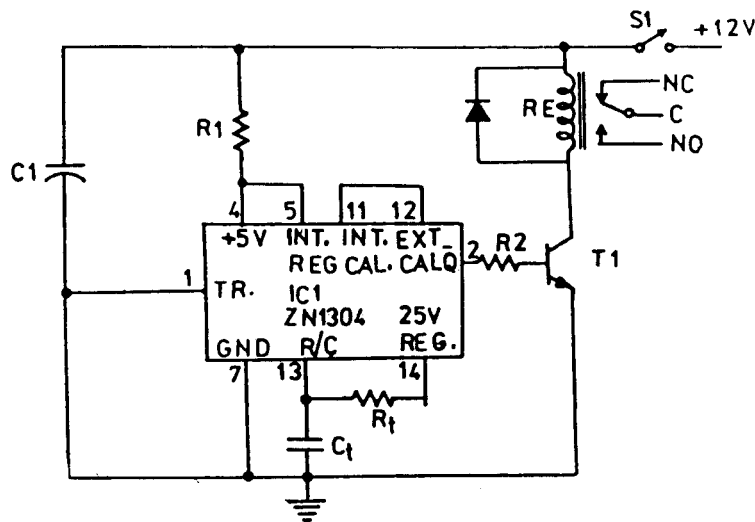 S1
+12V
NC
RE
C
NO
R1
C1
4 5 11 12
+5V INT. INT. EXT_
REG CAL. CALQ 2 R2
T1
1 TR. IC1
ZN1304 25V
GND R/C REG.
7 13 14
Rt
Ct